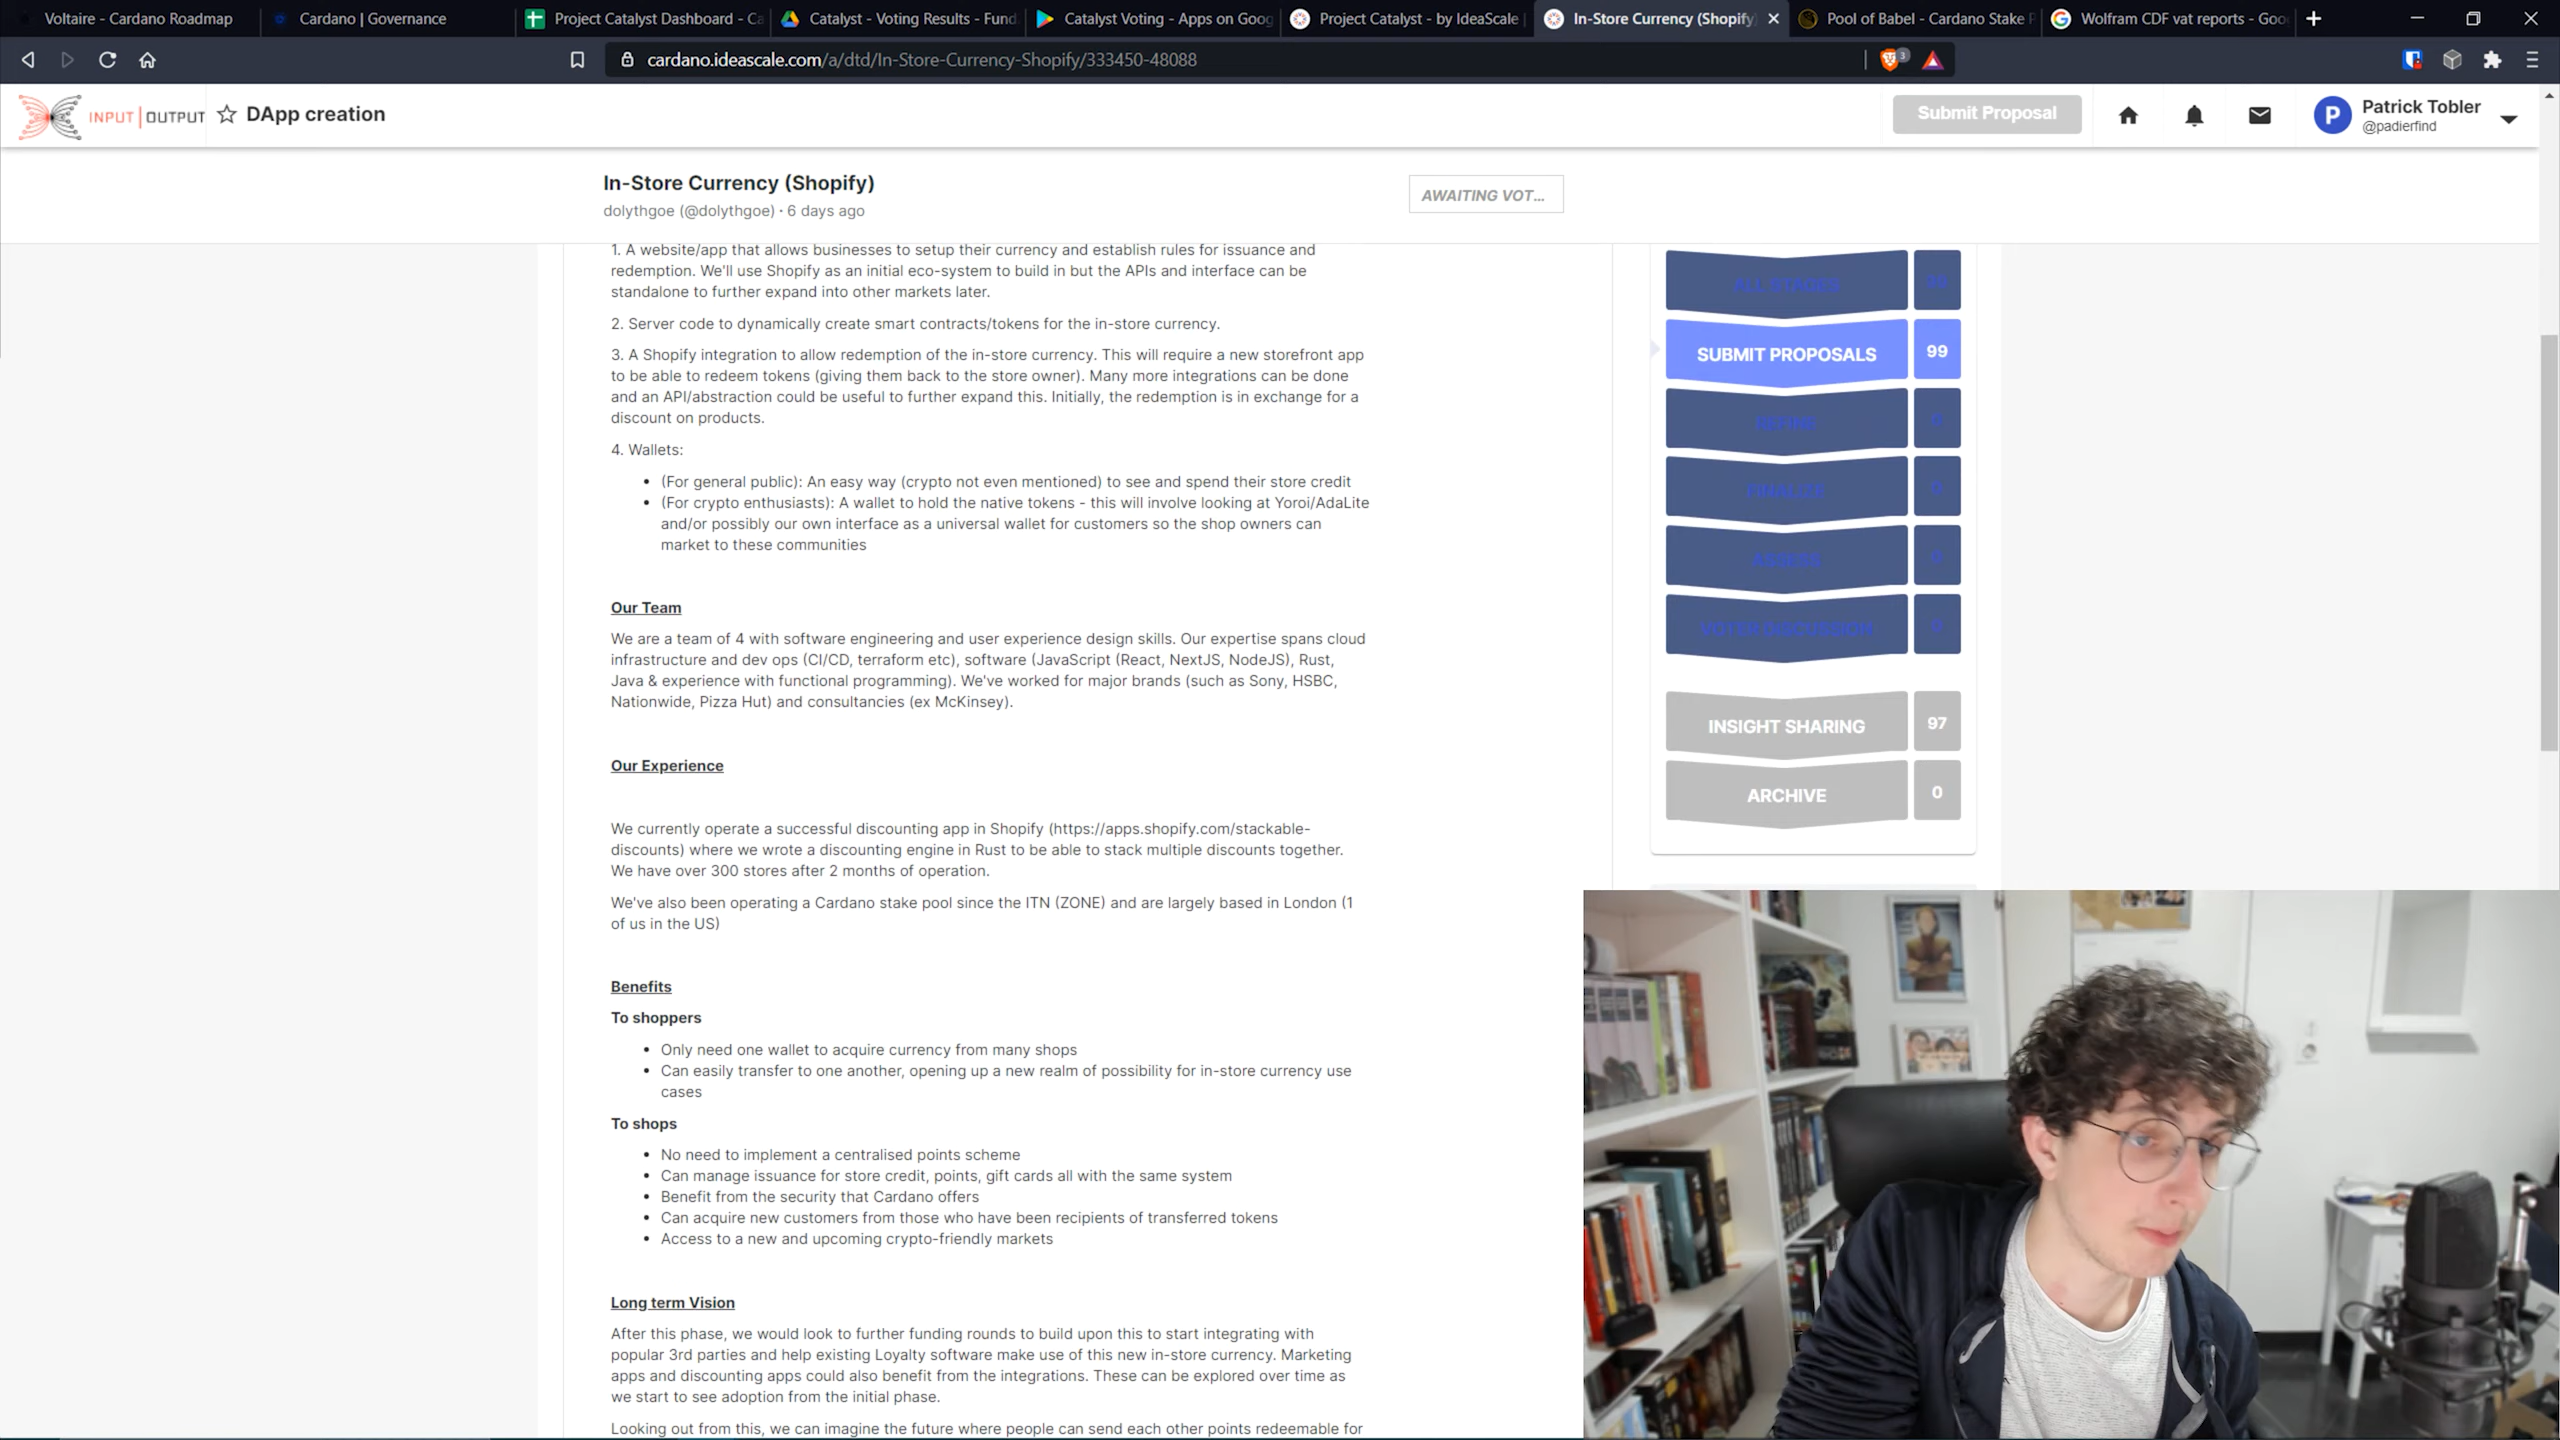 Voltaire - Cardano Roadmap
Cardano | Governance
Project Catalyst Dashboard - Ca
Catalyst - Voting Results - Fund
Catalyst Voting - Apps on Goog
Project Catalyst - by IdeaScale
In-Store Currency (Shopify)
Pool of Babel - Cardano Stake P
Wolfram CDF vat reports - Goo
cardano.ideascale.com/a/dtd/In-Store-Currency-Shopify/333450-48088
3
INPUT | OUTPUT
DApp creation
Submit Proposal
P
Patrick Tobler
@padierfind
In-Store Currency (Shopify)
dolythgoe (@dolythgoe) · 6 days ago
AWAITING VOT...
1. A website/app that allows businesses to setup their currency and establish rules for issuance and
redemption. We'll use Shopify as an initial eco-system to build in but the APIs and interface can be
standalone to further expand into other markets later.
2. Server code to dynamically create smart contracts/tokens for the in-store currency.
3. A Shopify integration to allow redemption of the in-store currency. This will require a new storefront app
to be able to redeem tokens (giving them back to the store owner). Many more integrations can be done
and an API/abstraction could be useful to further expand this. Initially, the redemption is in exchange for a
discount on products.
4. Wallets:
• (For general public): An easy way (crypto not even mentioned) to see and spend their store credit
• (For crypto enthusiasts): A wallet to hold the native tokens - this will involve looking at Yoroi/AdaLite
and/or possibly our own interface as a universal wallet for customers so the shop owners can
market to these communities
Our Team
We are a team of 4 with software engineering and user experience design skills. Our expertise spans cloud
infrastructure and dev ops (CI/CD, terraform etc), software (JavaScript (React, NextJS, NodeJS), Rust,
Java & experience with functional programming). We've worked for major brands (such as Sony, HSBC,
Nationwide, Pizza Hut) and consultancies (ex McKinsey).
Our Experience
We currently operate a successful discounting app in Shopify (https://apps.shopify.com/stackable-
discounts) where we wrote a discounting engine in Rust to be able to stack multiple discounts together.
We have over 300 stores after 2 months of operation.
We've also been operating a Cardano stake pool since the ITN (ZONE) and are largely based in London (1
of us in the US)
Benefits
To shoppers
• Only need one wallet to acquire currency from many shops
• Can easily transfer to one another, opening up a new realm of possibility for in-store currency use
cases
To shops
• No need to implement a centralised points scheme
• Can manage issuance for store credit, points, gift cards all with the same system
• Benefit from the security that Cardano offers
• Can acquire new customers from those who have been recipients of transferred tokens
• Access to a new and upcoming crypto-friendly markets
Long term Vision
After this phase, we would look to further funding rounds to build upon this to start integrating with
popular 3rd parties and help existing Loyalty software make use of this new in-store currency. Marketing
apps and discounting apps could also benefit from the integrations. These can be explored over time as
we start to see adoption from the initial phase.
Looking out from this, we can imagine the future where people can send each other points redeemable for
ALL STAGES
SUBMIT PROPOSALS 99
REFINE 0
FINALIZE 0
ASSESS 0
VOTER DISCUSSION 0
INSIGHT SHARING 97
ARCHIVE 0